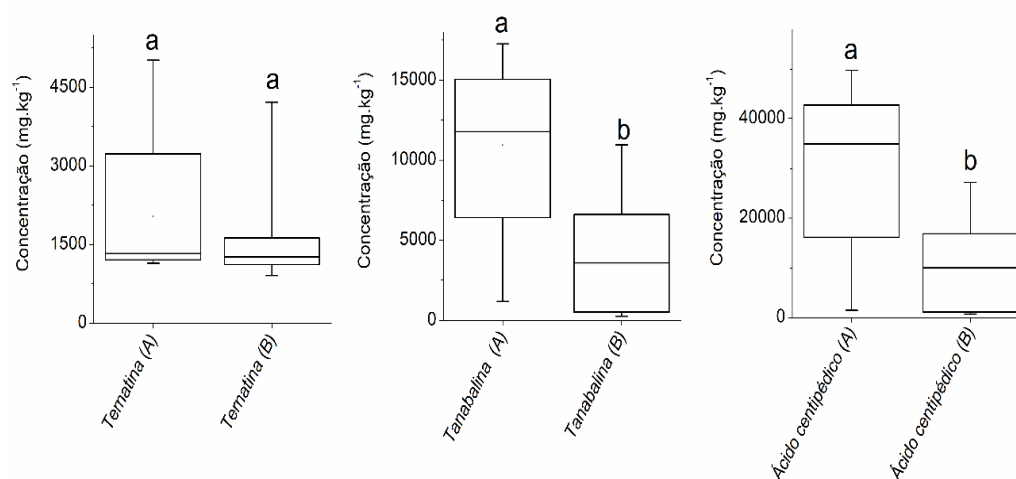 Concentração (mg.kg⁻¹)
4500
3000
1500
0
a
a
Ternatina (A)
Ternatina (B)
Concentração (mg.kg⁻¹)
15000
10000
5000
0
a
b
Tanabalina (A)
Tanabalina (B)
Concentração (mg.kg⁻¹)
40000
20000
0
a
b
Ácido centipédico (A)
Ácido centipédico (B)